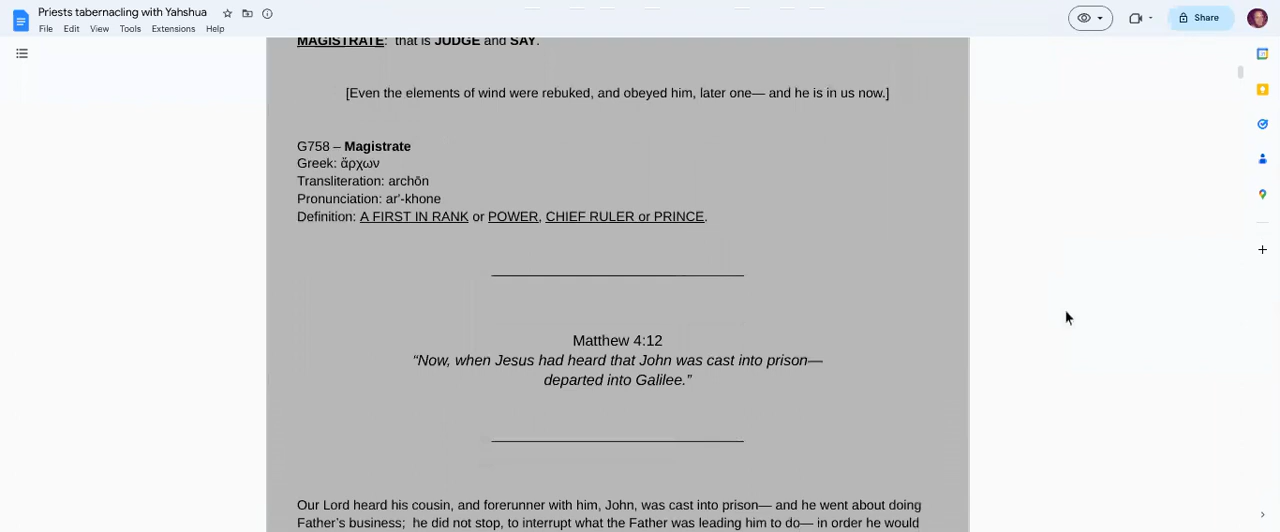 Priests tabernacling with Yahshua
File Edit View Tools Extensions Help
Share
MAGISTRATE: that is JUDGE and SAY.
[Even the elements of wind were rebuked, and obeyed him, later one— and he is in us now.]
G758 – Magistrate
Greek: ἄρχων
Transliteration: archōn
Pronunciation: ar'-khone
Definition: A FIRST IN RANK or POWER, CHIEF RULER or PRINCE.
Matthew 4:12
“Now, when Jesus had heard that John was cast into prison—
departed into Galilee.”
Our Lord heard his cousin, and forerunner with him, John, was cast into prison— and he went about doing
Father’s business; he did not stop, to interrupt what the Father was leading him to do— in order he would